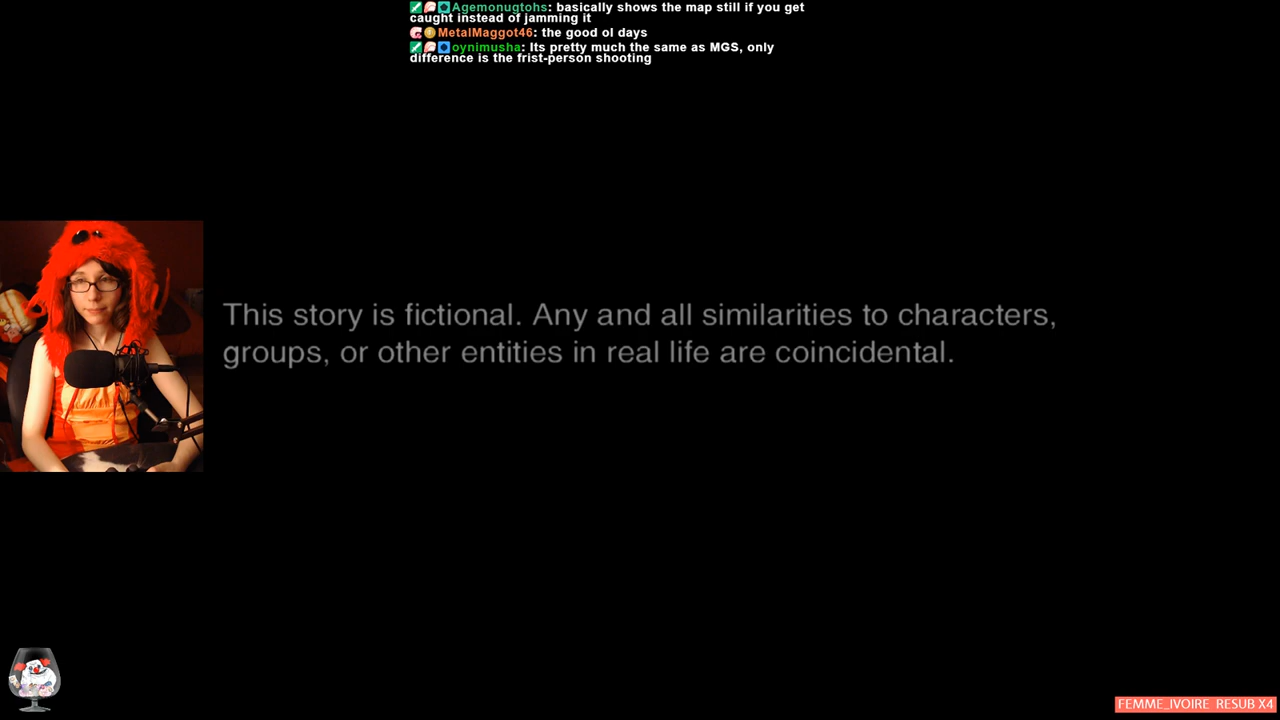 Agemonugtohs: basically shows the map still if you get
caught instead of jamming it
MetalMaggot46: the good ol days
oynimusha: Its pretty much the same as MGS, only
difference is the frist-person shooting
This story is fictional. Any and all similarities to characters,
groups, or other entities in real life are coincidental.
FEMME_IVOIRE RESUB X4